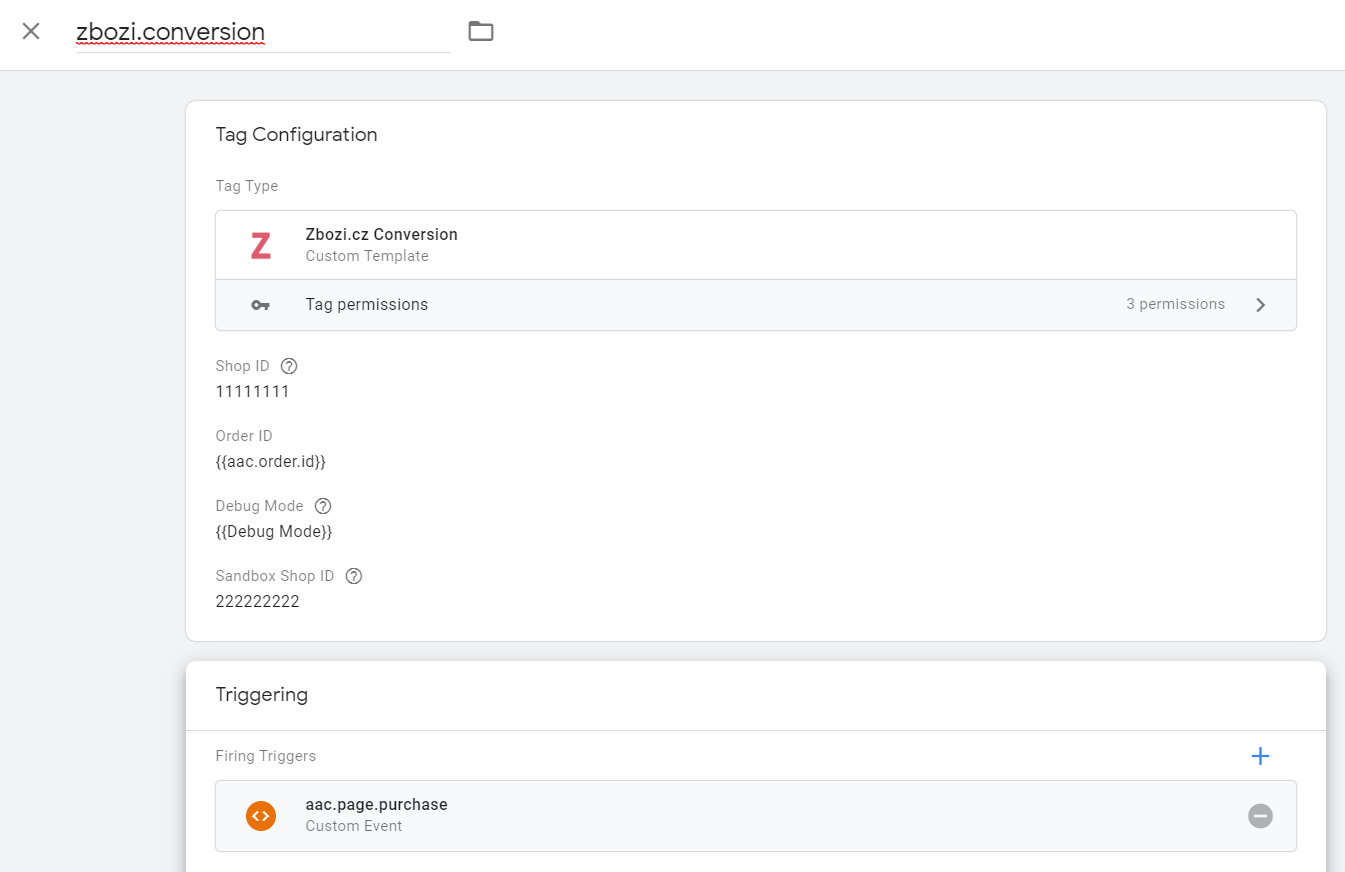 zbozi.conversion
Tag Configuration
Tag Type
Z
Zbozi.cz Conversion
Custom Template
Tag permissions
3 permissions
Shop ID
11111111
Order ID
{{aac.order.id}}
Debug Mode
{{Debug Mode}}
Sandbox Shop ID
222222222
Triggering
Firing Triggers
aac.page.purchase
Custom Event